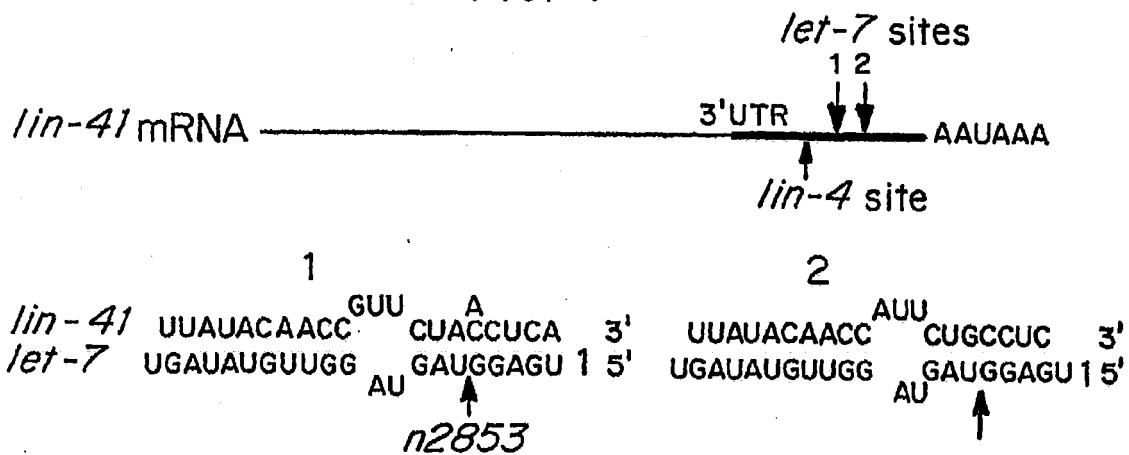 let-7 sites
1 2
lin-41 mRNA 3'UTR AAUAAA
lin-4 site
1 2
GUU A AUU
lin-41 UUAUACAACC CUACCUCA 3' UUAUACAACC CUGCCUC 3'
let-7 UGAUAUGUUGG GAUGGAGU 1 5' UGAUAUGUUGG GAUGGAGU 1 5'
AU AU
n2853